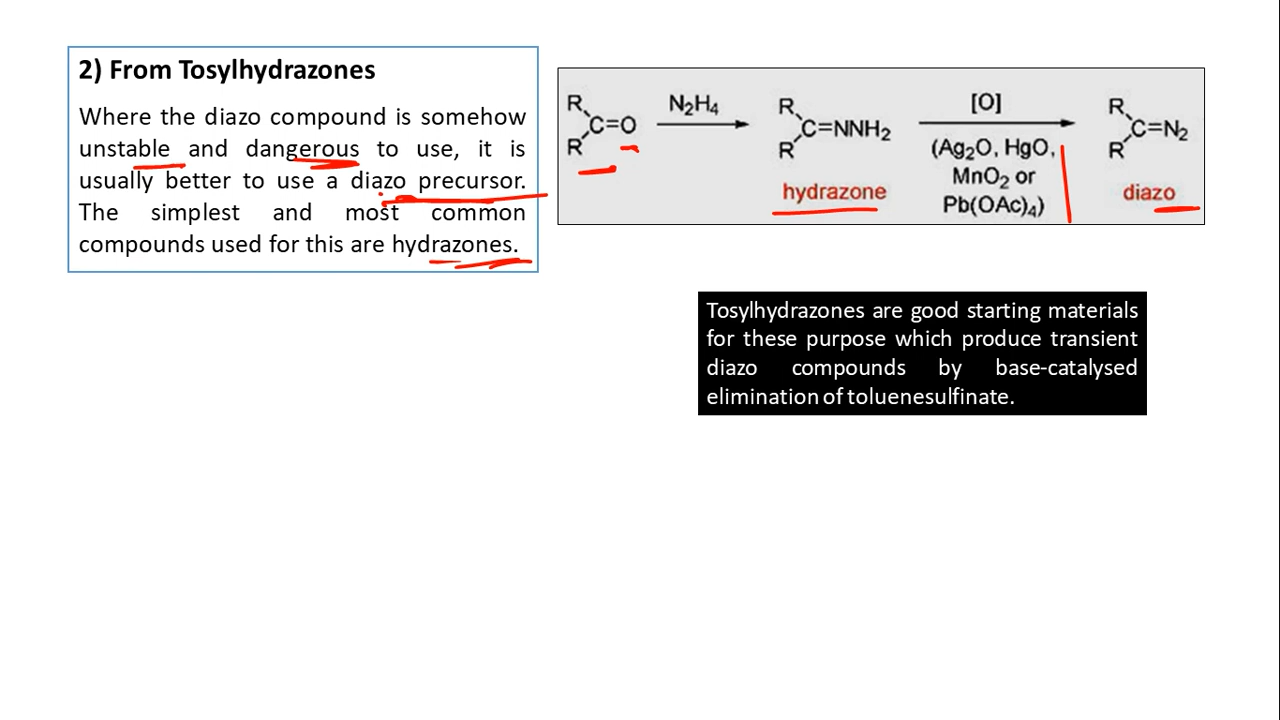 2) From Tosylhydrazones
Where the diazo compound is somehow
unstable and dangerous to use, it is
usually better to use a diazo precursor.
The simplest and most common
compounds used for this are hydrazones.
R
C=O
R
N₂H₄
R
C=NNH₂
R
hydrazone
[O]
(Ag₂O, HgO,
MnO₂ or
Pb(OAc)₄)
R
C=N₂
R
diazo
Tosylhydrazones are good starting materials
for these purpose which produce transient
diazo compounds by base-catalysed
elimination of toluenesulfinate.